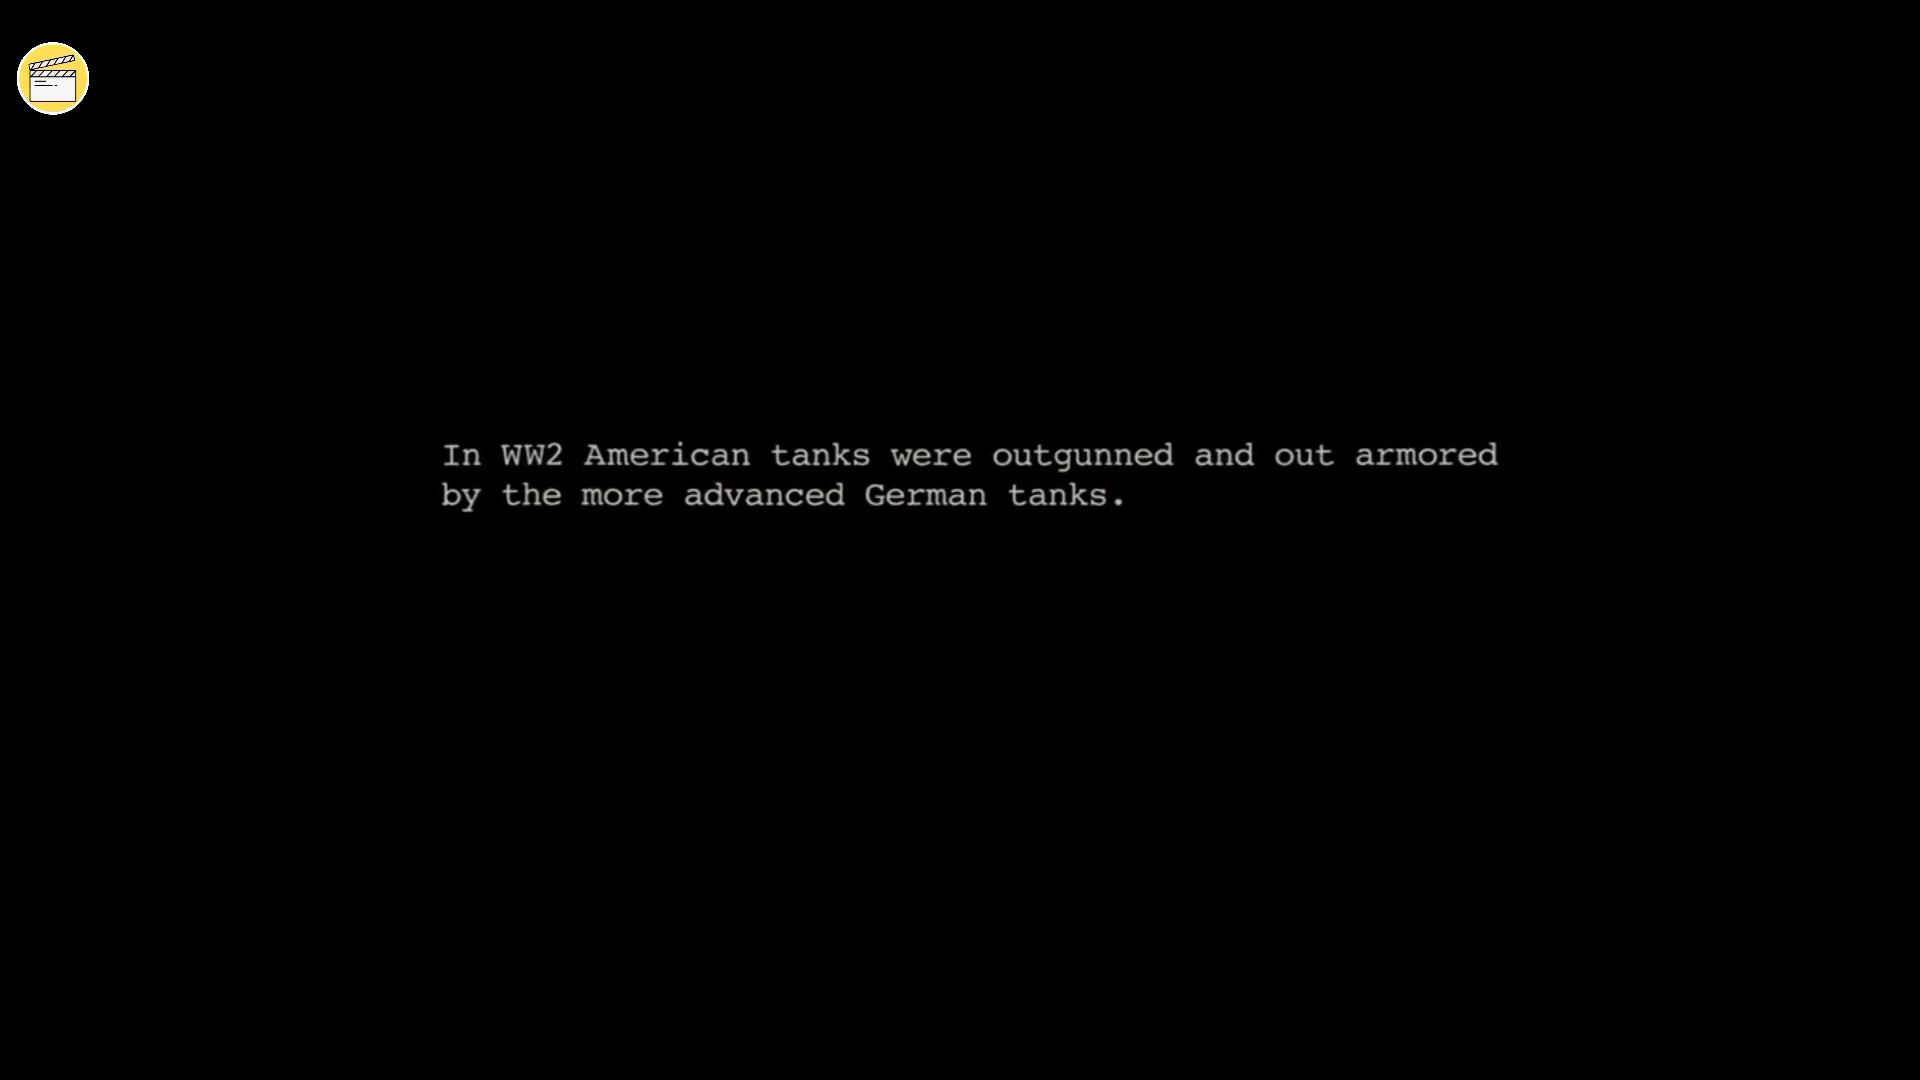 In WW2 American tanks were outgunned and out armored
by the more advanced German tanks.